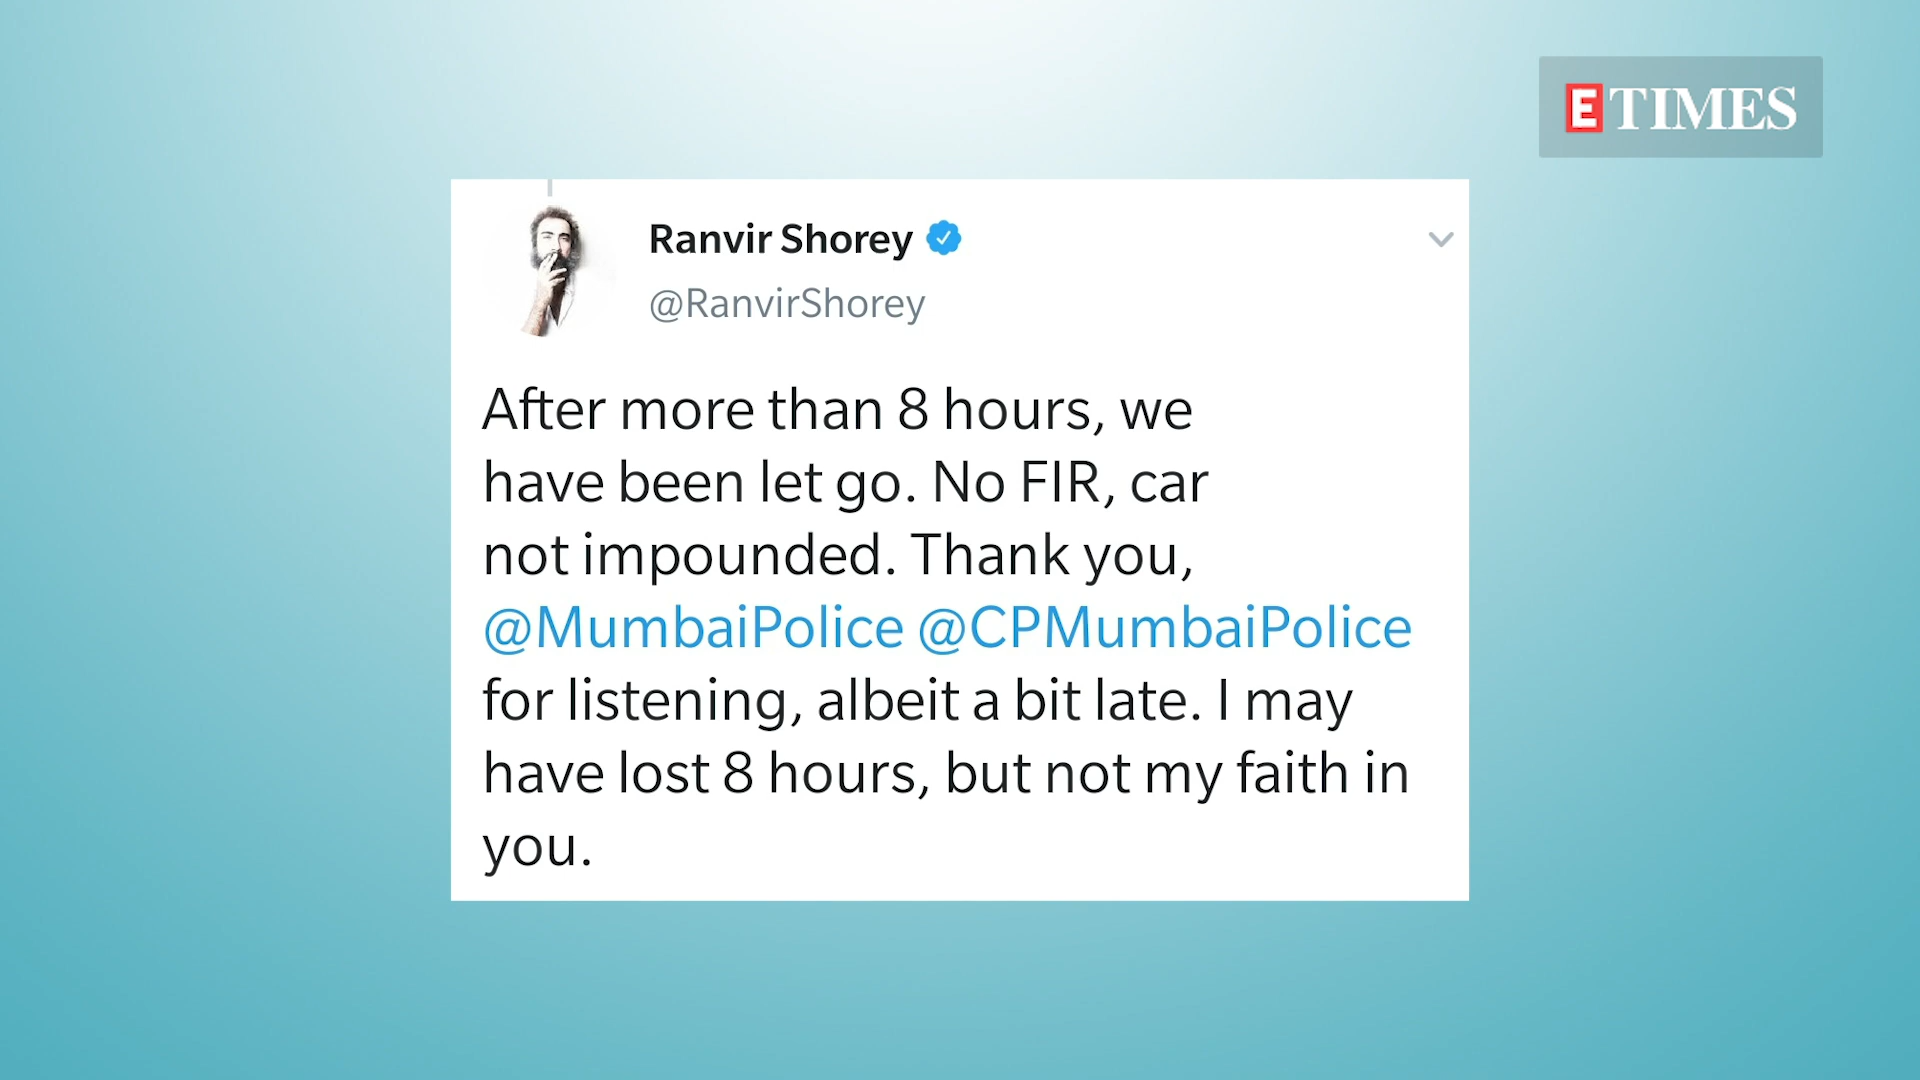 E TIMES
Ranvir Shorey
@RanvirShorey
After more than 8 hours, we
have been let go. No FIR, car
not impounded. Thank you,
@MumbaiPolice @CPMumbaiPolice
for listening, albeit a bit late. I may
have lost 8 hours, but not my faith in
you.